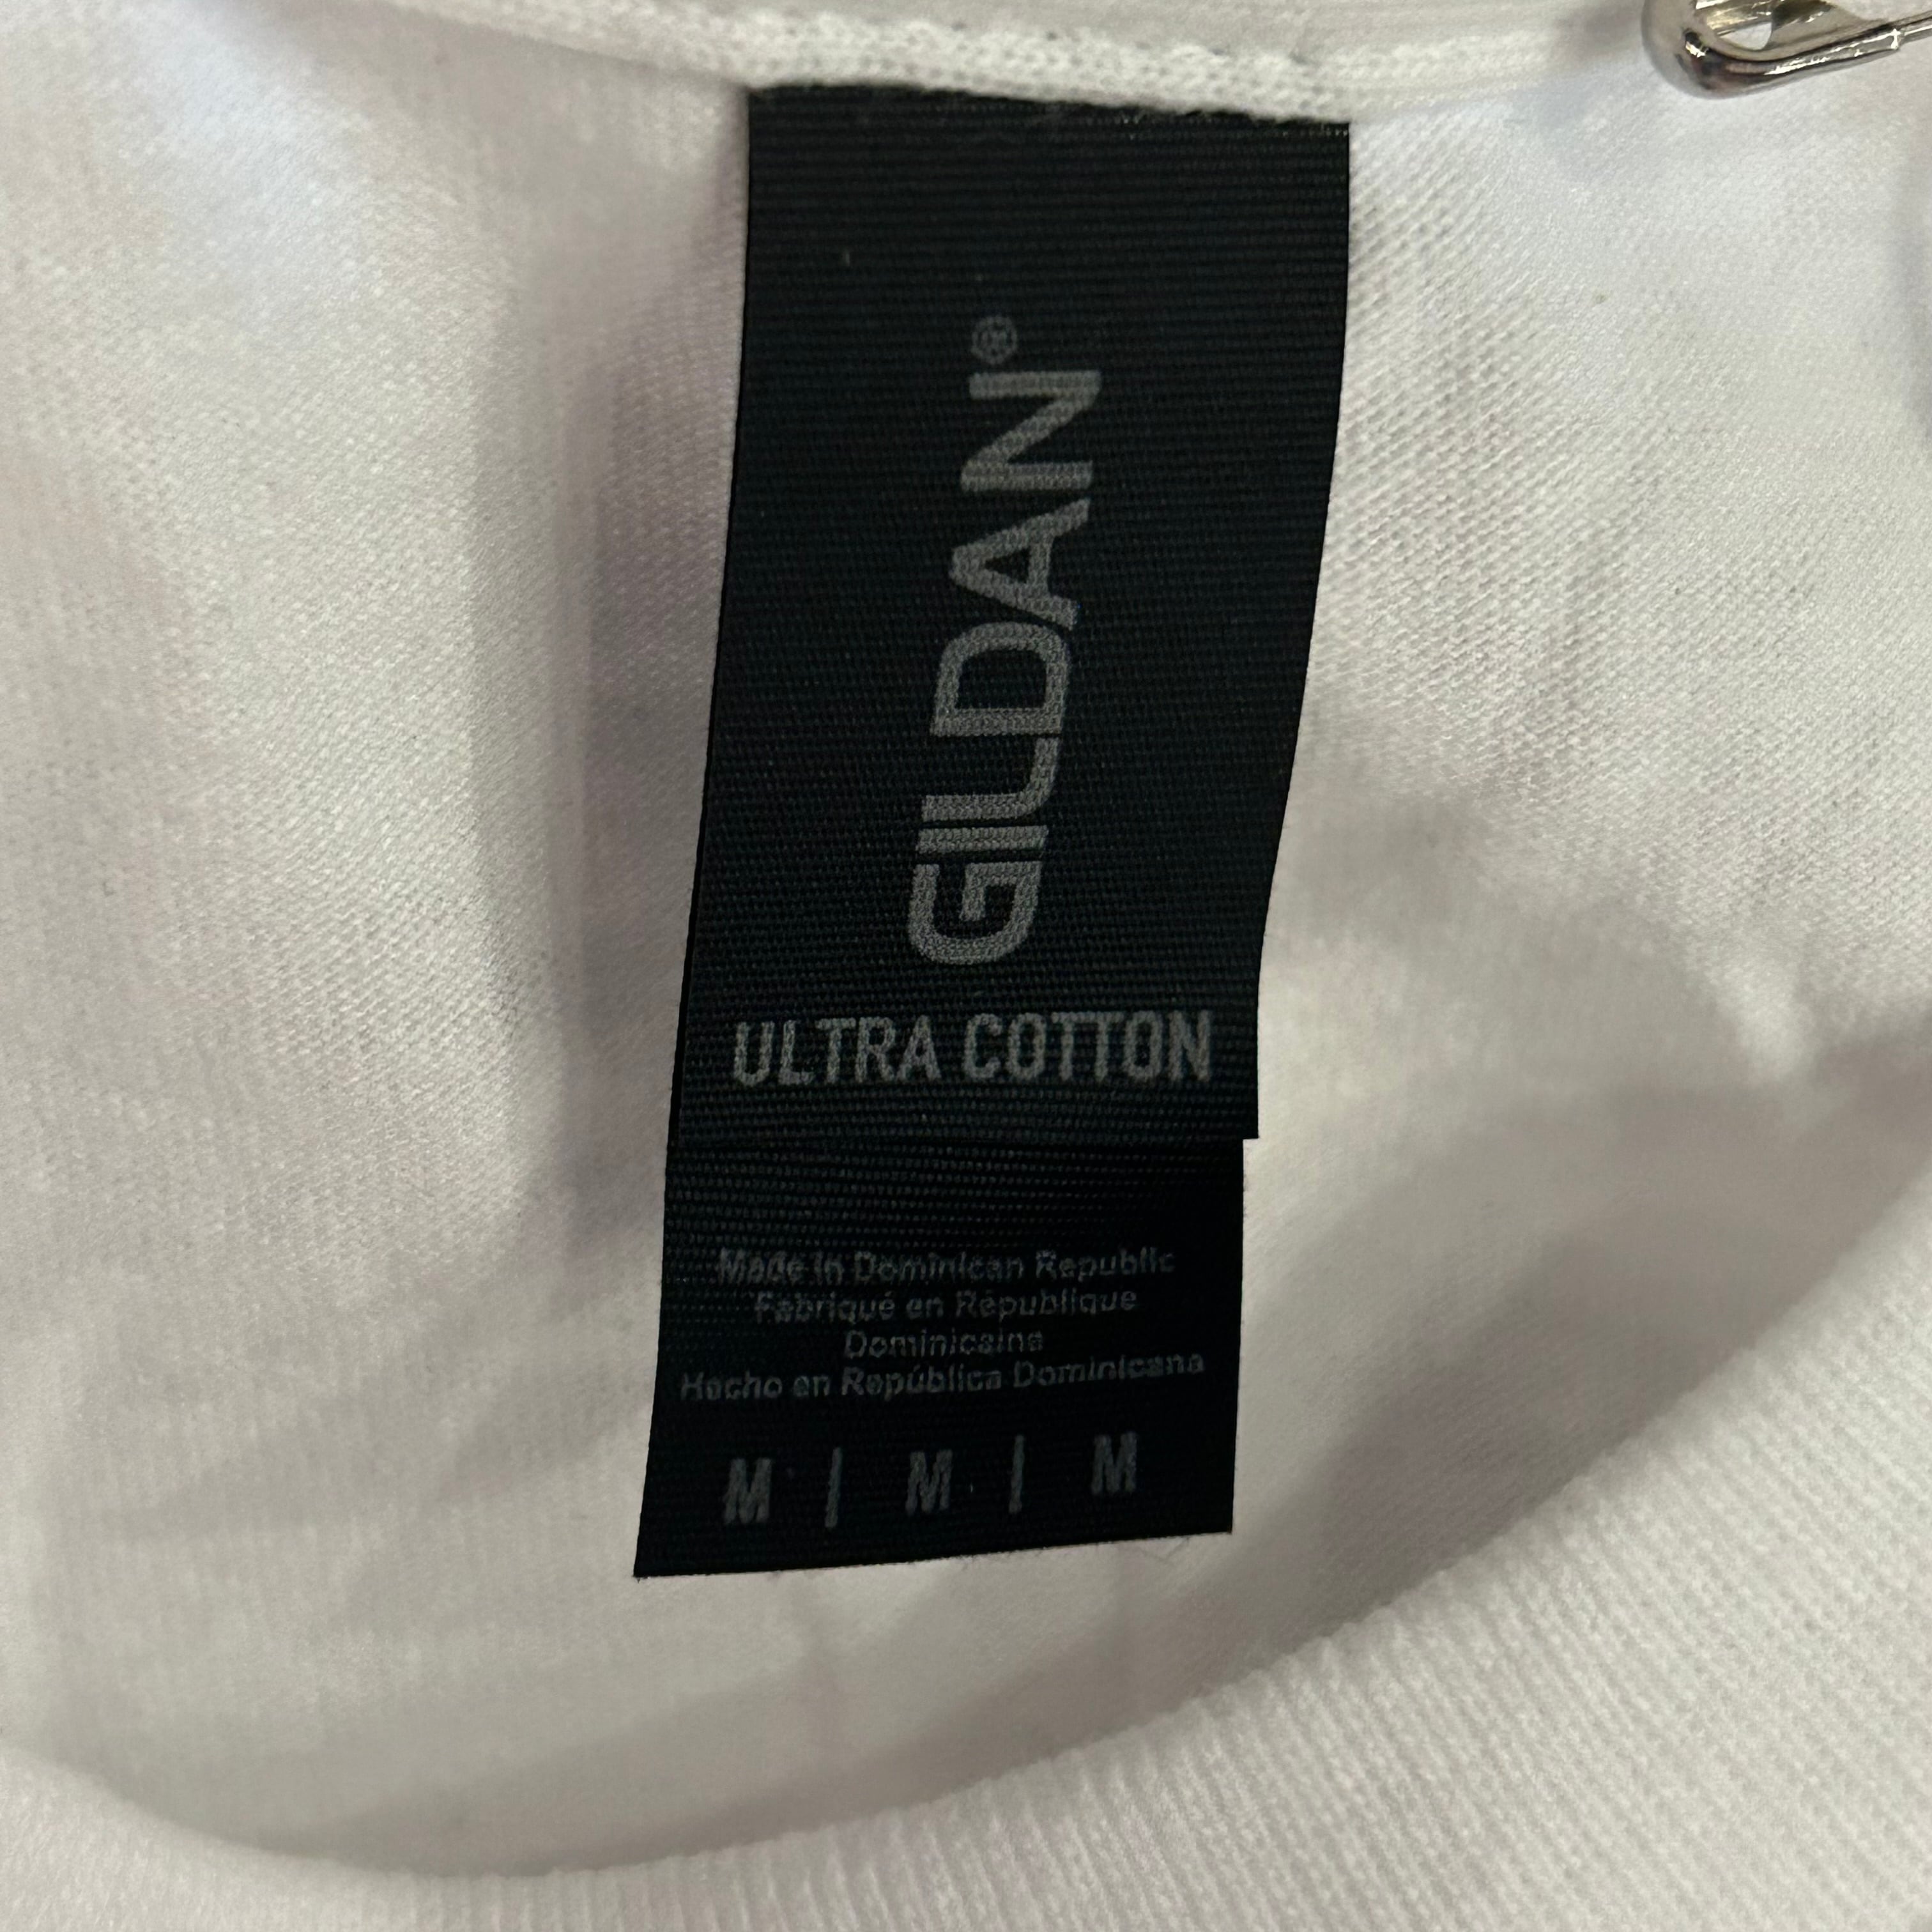 GILDAN®
ULTRA COTTON
Made in Dominican Republic
Fabriqué en République
Dominicaine
Hecho en República Dominicana
M | M | M